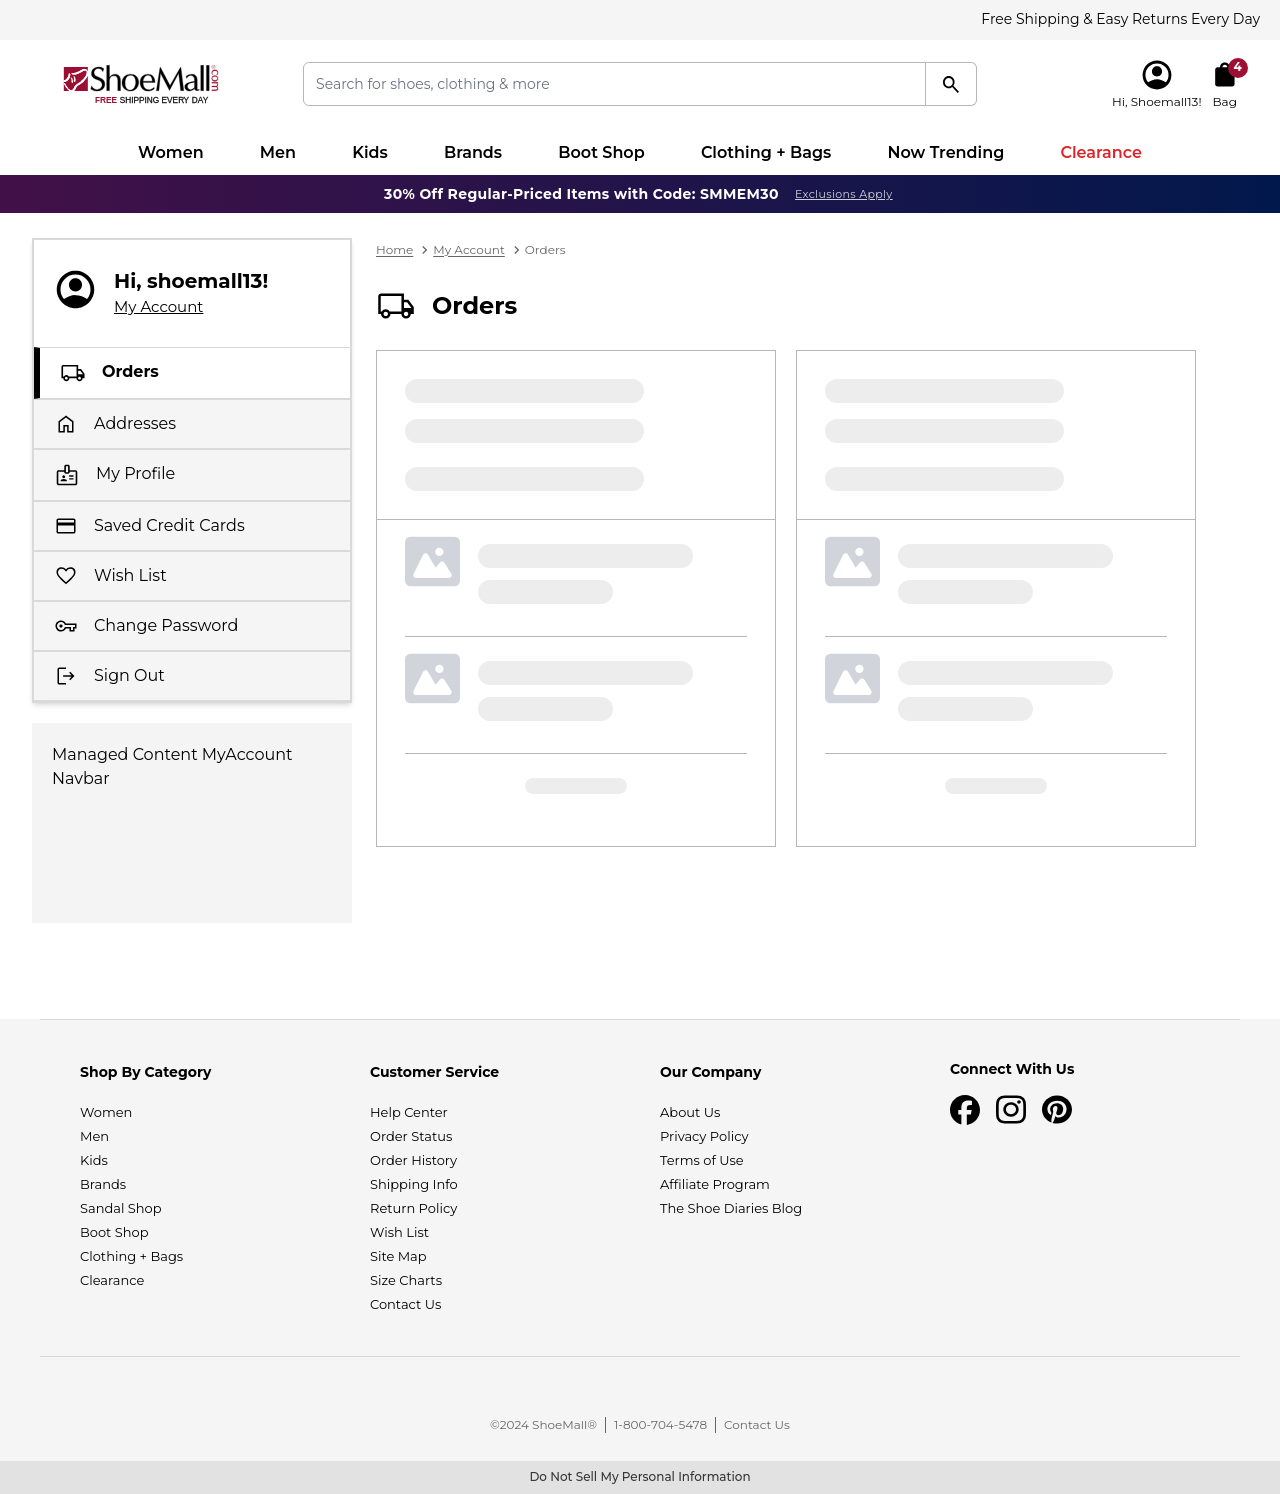 Free Shipping & Easy Returns Every Day
ShoeMall.com
FREE SHIPPING EVERY DAY
Search for shoes, clothing & more
4
Hi, Shoemall13!
Bag
Women
Men
Kids
Brands
Boot Shop
Clothing + Bags
Now Trending
Clearance
30% Off Regular-Priced Items with Code: SMMEM30
Exclusions Apply
Hi, shoemall13!
My Account
Orders
Addresses
My Profile
Saved Credit Cards
Wish List
Change Password
Sign Out
Managed Content MyAccount
Navbar
Home > My Account > Orders
Orders
Shop By Category
Women
Men
Kids
Brands
Sandal Shop
Boot Shop
Clothing + Bags
Clearance
Customer Service
Help Center
Order Status
Order History
Shipping Info
Return Policy
Wish List
Site Map
Size Charts
Contact Us
Our Company
About Us
Privacy Policy
Terms of Use
Affiliate Program
The Shoe Diaries Blog
Connect With Us
©2024 ShoeMall® | 1-800-704-5478 | Contact Us
Do Not Sell My Personal Information